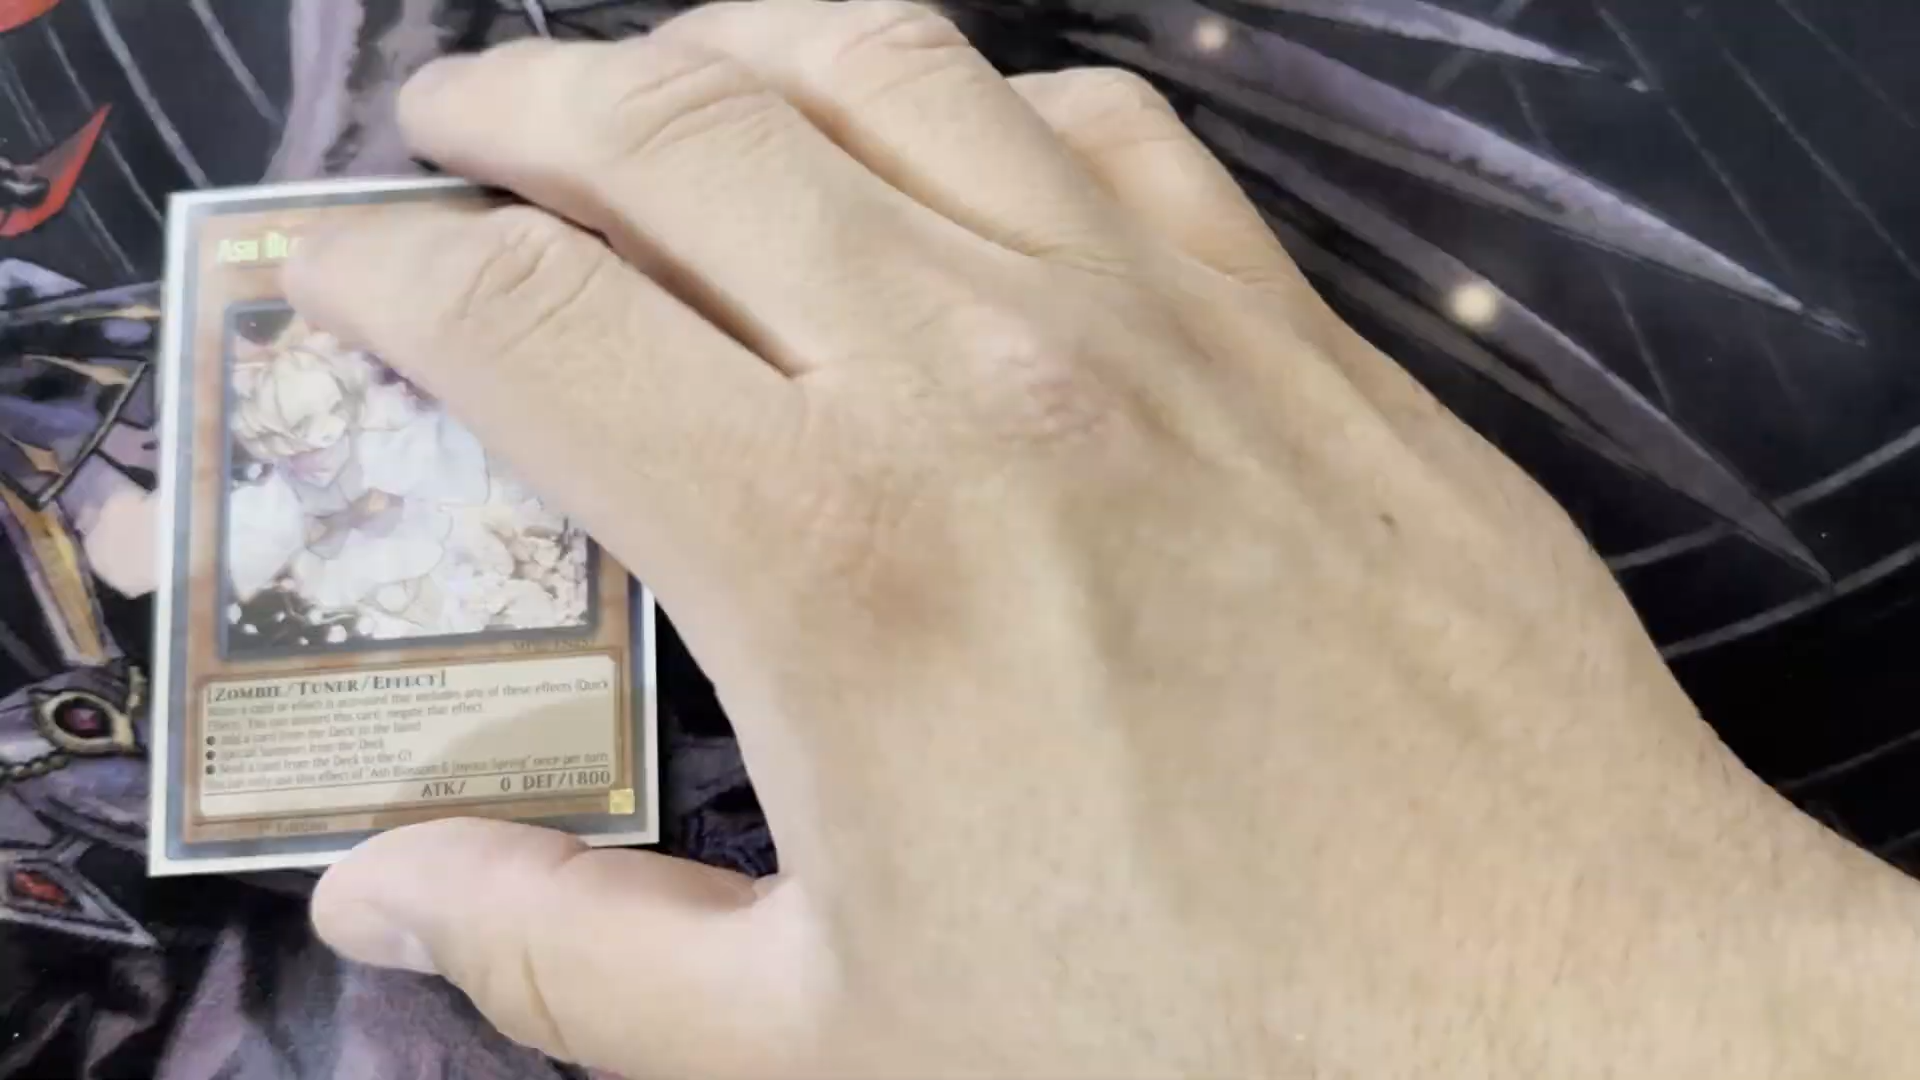 Ash Bl
[ZOMBIE/TUNER/EFFECT]
When a card or effect is activated that includes any of these effects (Quick
Effect): You can discard this card; negate that effect.
● Add a card from the Deck to the hand.
● Special Summon from the Deck.
● Send a card from the Deck to the GY.
You can only use this effect of "Ash Blossom & Joyous Spring" once per turn.
ATK/ 0 DEF/1800
1st Edition